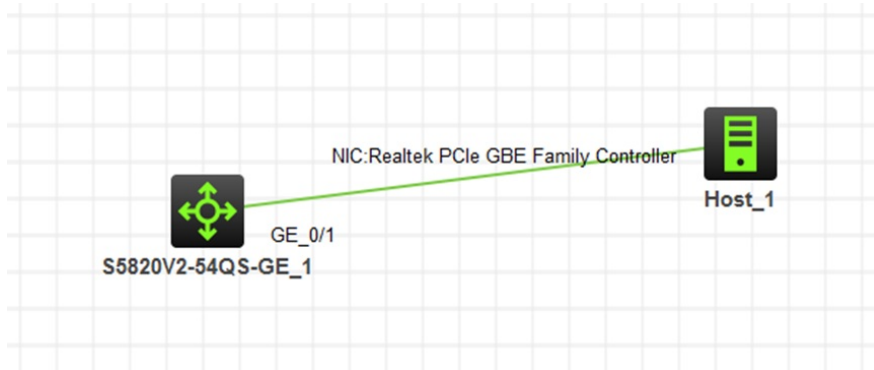 NIC:Realtek PCIe GBE Family Controller
Host_1
GE_0/1
S5820V2-54QS-GE_1